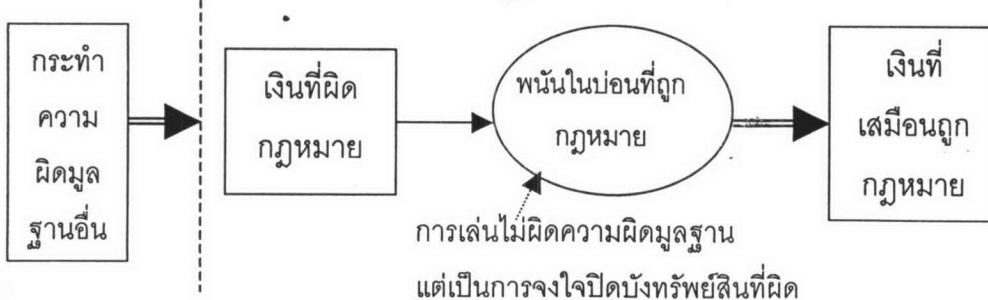 กระทำ
ความ
ผิดมูล
ฐานอื่น
เงินที่ผิด
กฎหมาย
พนันในบ่อนที่ถูก
กฎหมาย
เงินที่
เสมือนถูก
กฎหมาย
การเล่นไม่ผิดความผิดมูลฐาน
แต่เป็นการจงใจปิดบังทรัพย์สินที่ผิด